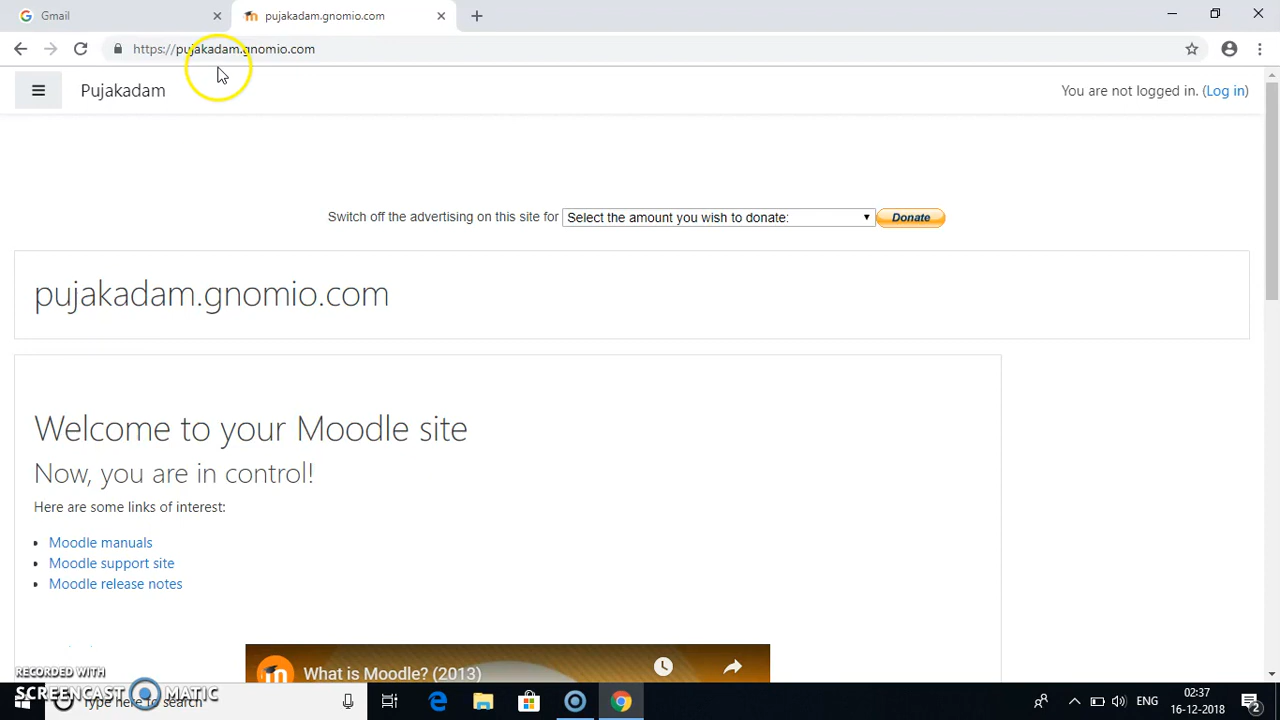 Gmail
pujakadam.gnomio.com
https://pujakadam.gnomio.com
Pujakadam
You are not logged in. (Log in)
Switch off the advertising on this site for Select the amount you wish to donate: Donate
pujakadam.gnomio.com
Welcome to your Moodle site
Now, you are in control!
Here are some links of interest:
Moodle manuals
Moodle support site
Moodle release notes
What is Moodle? (2013)
RECORDED WITH
SCREENCAST MATIC
Type here to search
ENG
02:37
16-12-2018
2